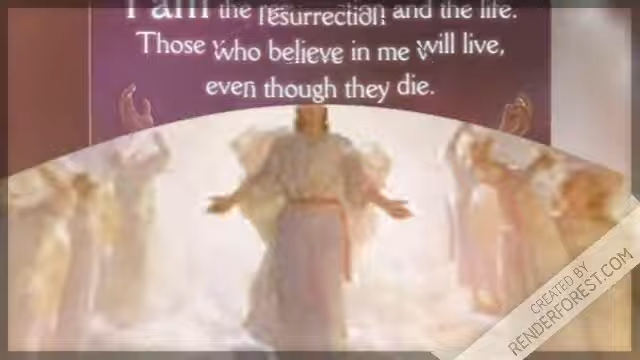 I am the resurrection and the life.
Those who believe in me will live,
even though they die.
CREATED BY
RENDERFOREST.COM